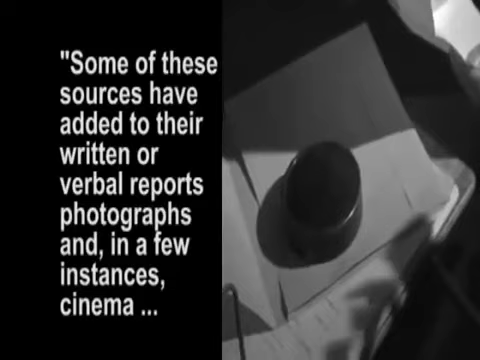 "Some of these
sources have
added to their
written or
verbal reports
photographs
and, in a few
instances,
cinema ...